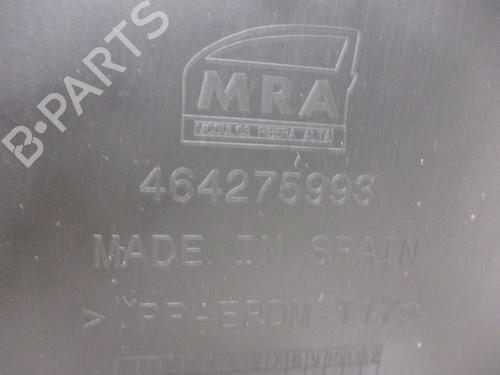 B-PARTS
MRA
MODULOS RIBERA ALTA
464275993
MADE IN SPAIN
> PP-EPDM-T17<